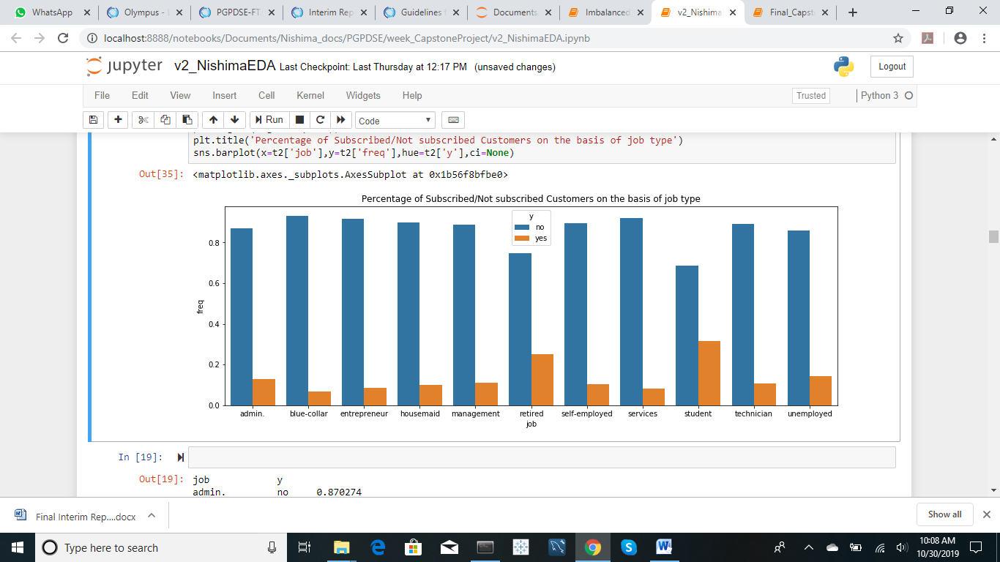 WhatsApp
Olympus -
PGPDSE-FT
Interim Rep
Guidelines
Documents
Imbalanced
v2_Nishima
Final_Capst
localhost:8888/notebooks/Documents/Nishima_docs/PGPDSE/week_CapstoneProject/v2_NishimaEDA.ipynb
jupyter v2_NishimaEDA Last Checkpoint: Last Thursday at 12:17 PM (unsaved changes)
Logout
File Edit View Insert Cell Kernel Widgets Help
Trusted
Python 3
Run
Code
plt.title('Percentage of Subscribed/Not subscribed Customers on the basis of job type')
sns.barplot(x=t2['job'],y=t2['freq'],hue=t2['y'],ci=None)
Out[35]: <matplotlib.axes._subplots.AxesSubplot at 0x1b56f8bfbe0>
Percentage of Subscribed/Not subscribed Customers on the basis of job type
y
no
yes
0.8
0.6
0.4
0.2
0.0
freq
admin. blue-collar entrepreneur housemaid management retired self-employed services student technician unemployed
job
In [19]:
Out[19]: job y
admin. no 0.870274
Final Interim Rep....docx
Show all
Type here to search
10:08 AM
10/30/2019